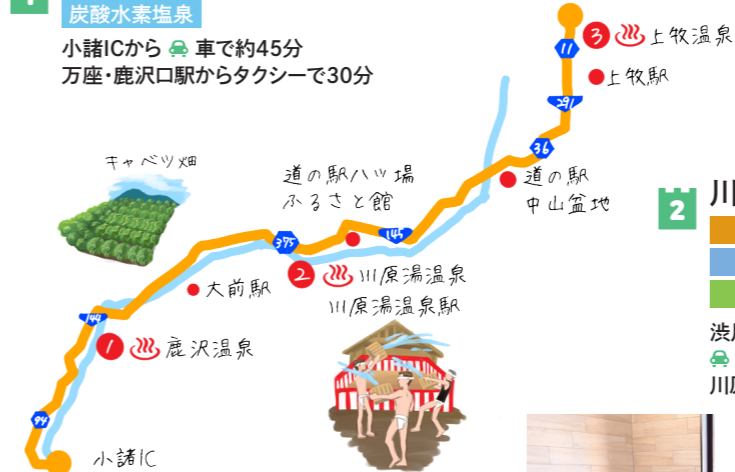 1
炭酸水素塩泉
小諸ICから 車で約45分
万座・鹿沢口駅からタクシーで30分
3 上牧温泉
11
上牧駅
291
36
キャベツ畑
道の駅八ッ場
ふるさと館
道の駅
中山盆地
2
川
375
145
2 川原湯温泉
大前駅
川原湯温泉駅
144
1 鹿沢温泉
渋川
川原
94
小諸IC